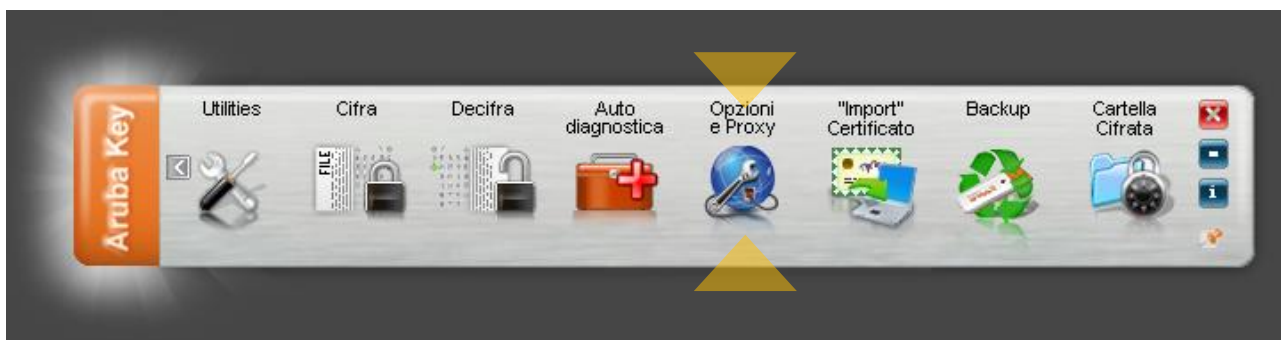 Aruba Key
Utilities
Cifra
Decifra
Auto
diagnostica
Opzioni
e Proxy
"Import"
Certificato
Backup
Cartella
Cifrata
FILE
i